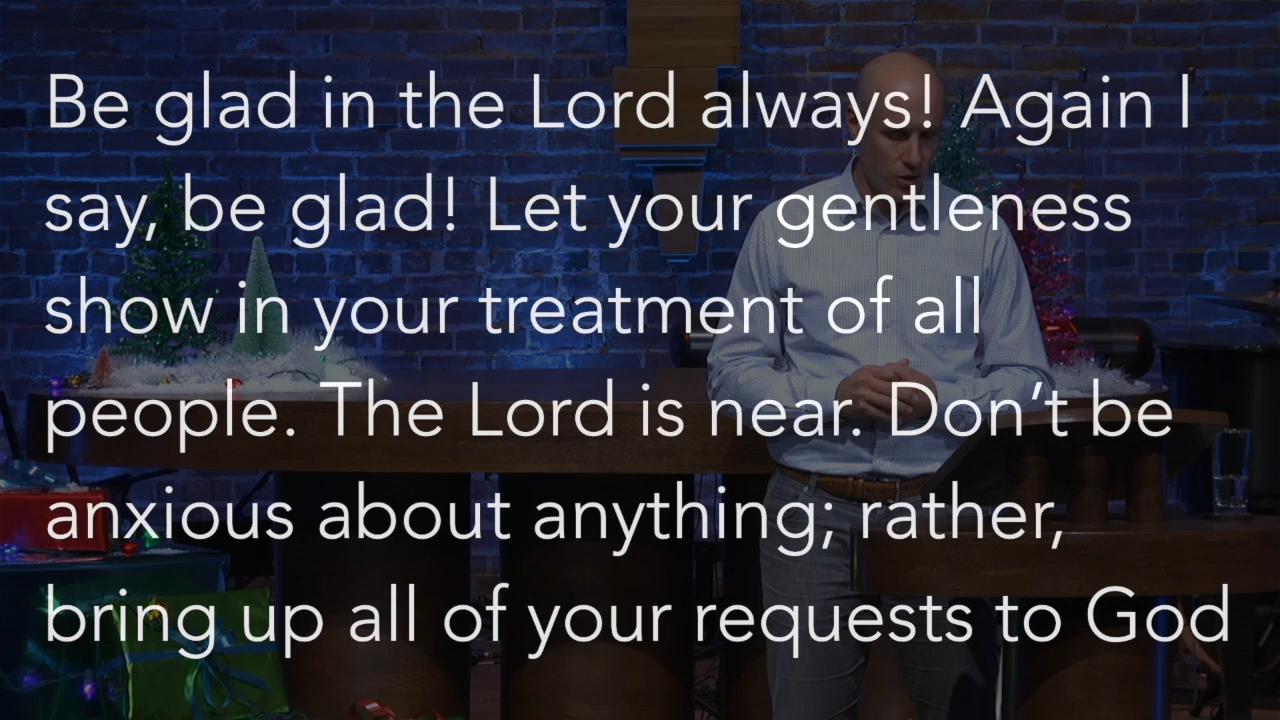 Be glad in the Lord always! Again I
say, be glad! Let your gentleness
show in your treatment of all
people. The Lord is near. Don’t be
anxious about anything; rather,
bring up all of your requests to God